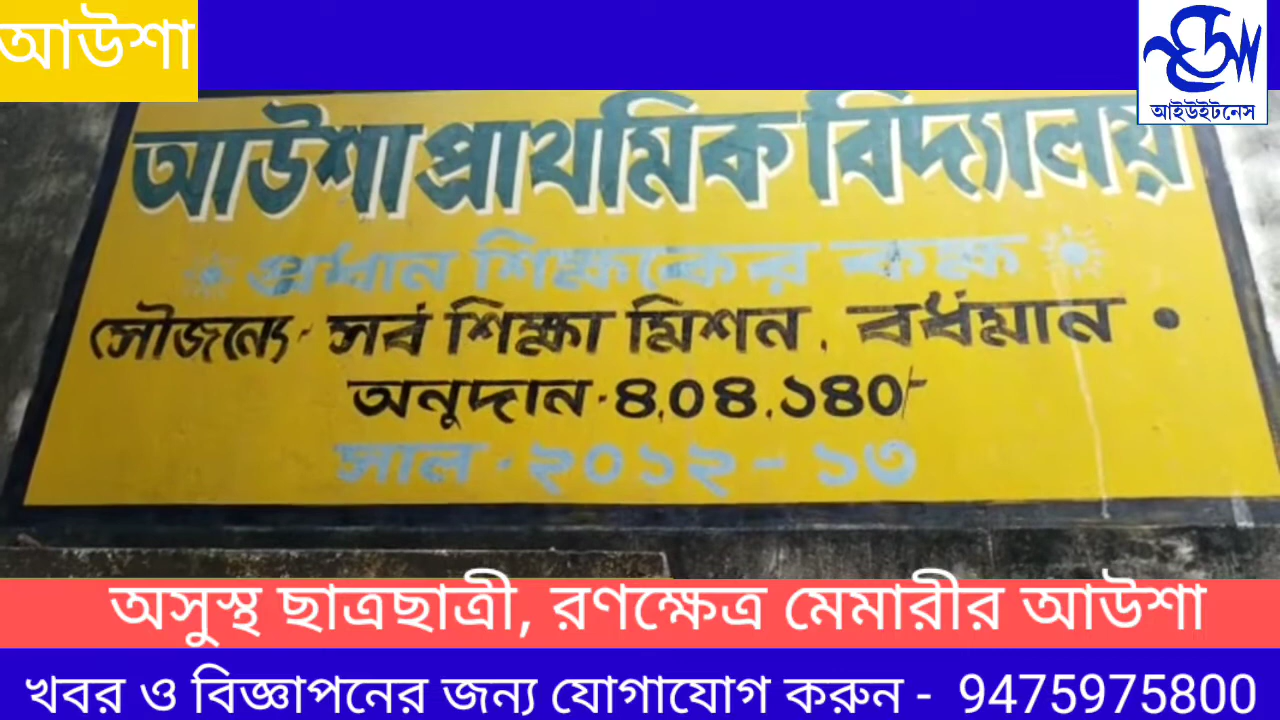 আউশা
আইউইটনেস
আউশা প্রাথমিক বিদ্যালয়
প্রধান শিক্ষকের কক্ষ
সৌজন্যে - সর্ব শিক্ষা মিশন, বর্ধমান •
অনুদান - ৪,০৪,১৪০/-
সাল - ২০১২ - ১৩
অসুস্থ ছাত্রছাত্রী, রণক্ষেত্র মেমারীর আউশা
খবর ও বিজ্ঞাপনের জন্য যোগাযোগ করুন - 9475975800